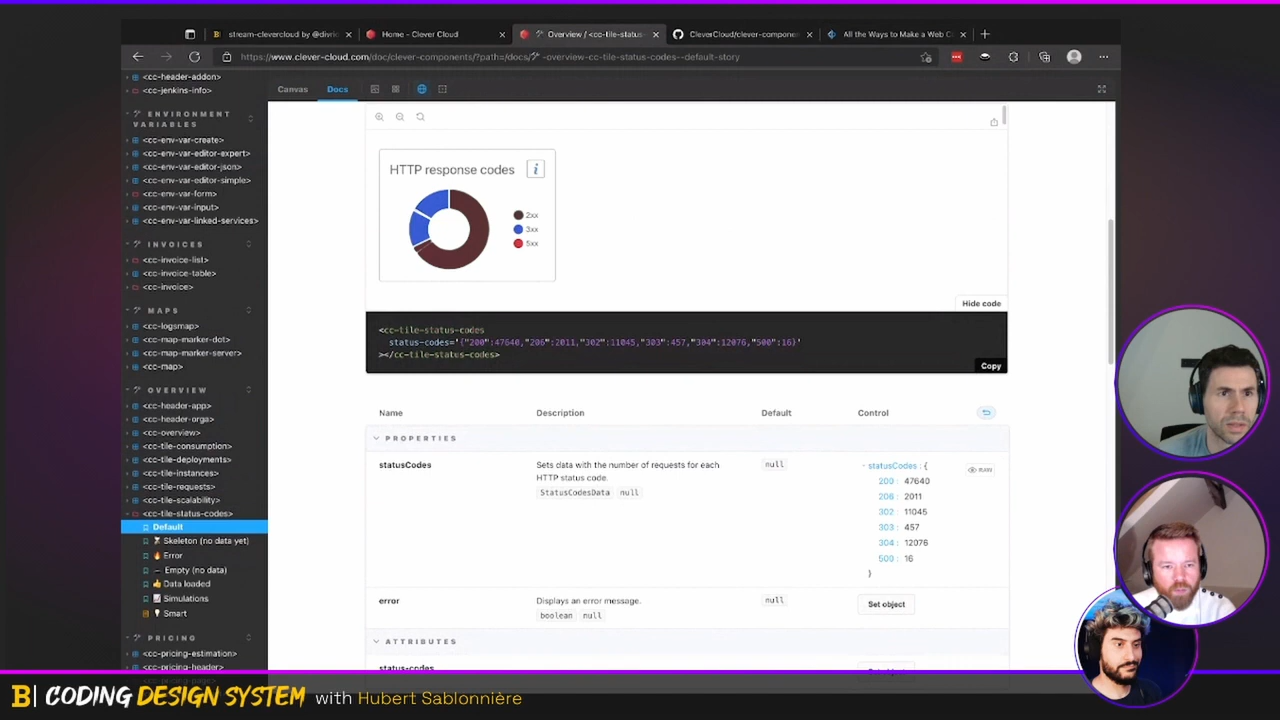 stream-clevercloud by @divrie
Home - Clever Cloud
Overview / <cc-tile-status-
CleverCloud/clever-componen
All the Ways to Make a Web C
https://www.clever-cloud.com/doc/clever-components/?path=/docs/🛠-overview-cc-tile-status-codes--default-story
<cc-header-addon>
<cc-jenkins-info>
ENVIRONMENT
VARIABLES
<cc-env-var-create>
<cc-env-var-editor-expert>
<cc-env-var-editor-json>
<cc-env-var-editor-simple>
<cc-env-var-form>
<cc-env-var-input>
<cc-env-var-linked-services>
INVOICES
<cc-invoice-list>
<cc-invoice-table>
<cc-invoice>
MAPS
<cc-logsmap>
<cc-map-marker-dot>
<cc-map-marker-server>
<cc-map>
OVERVIEW
<cc-header-app>
<cc-header-orga>
<cc-overview>
<cc-tile-consumption>
<cc-tile-deployments>
<cc-tile-instances>
<cc-tile-requests>
<cc-tile-scalability>
<cc-tile-status-codes>
Default
Skeleton (no data yet)
Error
Empty (no data)
Data loaded
Simulations
Smart
PRICING
<cc-pricing-estimation>
<cc-pricing-header>
Canvas
Docs
HTTP response codes
i
2xx
3xx
5xx
Hide code
<cc-tile-status-codes
status-codes='{"200":47640,"206":2011,"302":11045,"303":457,"304":12076,"500":16}'
></cc-tile-status-codes>
Copy
Name Description Default Control
PROPERTIES
statusCodes
Sets data with the number of requests for each
HTTP status code.
StatusCodesData null
null
- statusCodes : {
200 : 47640
206 : 2011
302 : 11045
303 : 457
304 : 12076
500 : 16
}
RAW
error
Displays an error message.
boolean null
null
Set object
ATTRIBUTES
status-codes
B| CODING DESIGN SYSTEM with Hubert Sablonnière